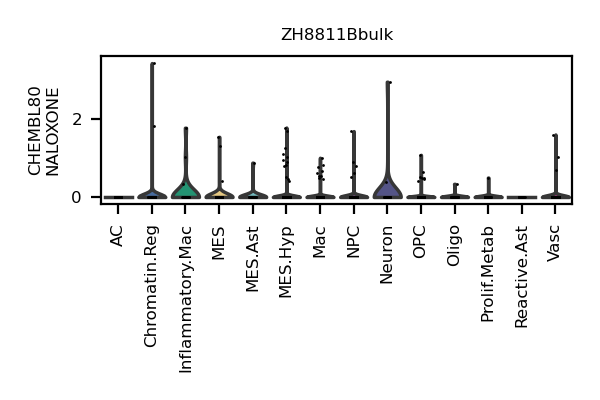 ZH8811Bbulk
CHEMBL80
NALOXONE
2
0
AC
Chromatin.Reg
Inflammatory.Mac
MES
MES.Ast
MES.Hyp
Mac
NPC
Neuron
OPC
Oligo
Prolif.Metab
Reactive.Ast
Vasc